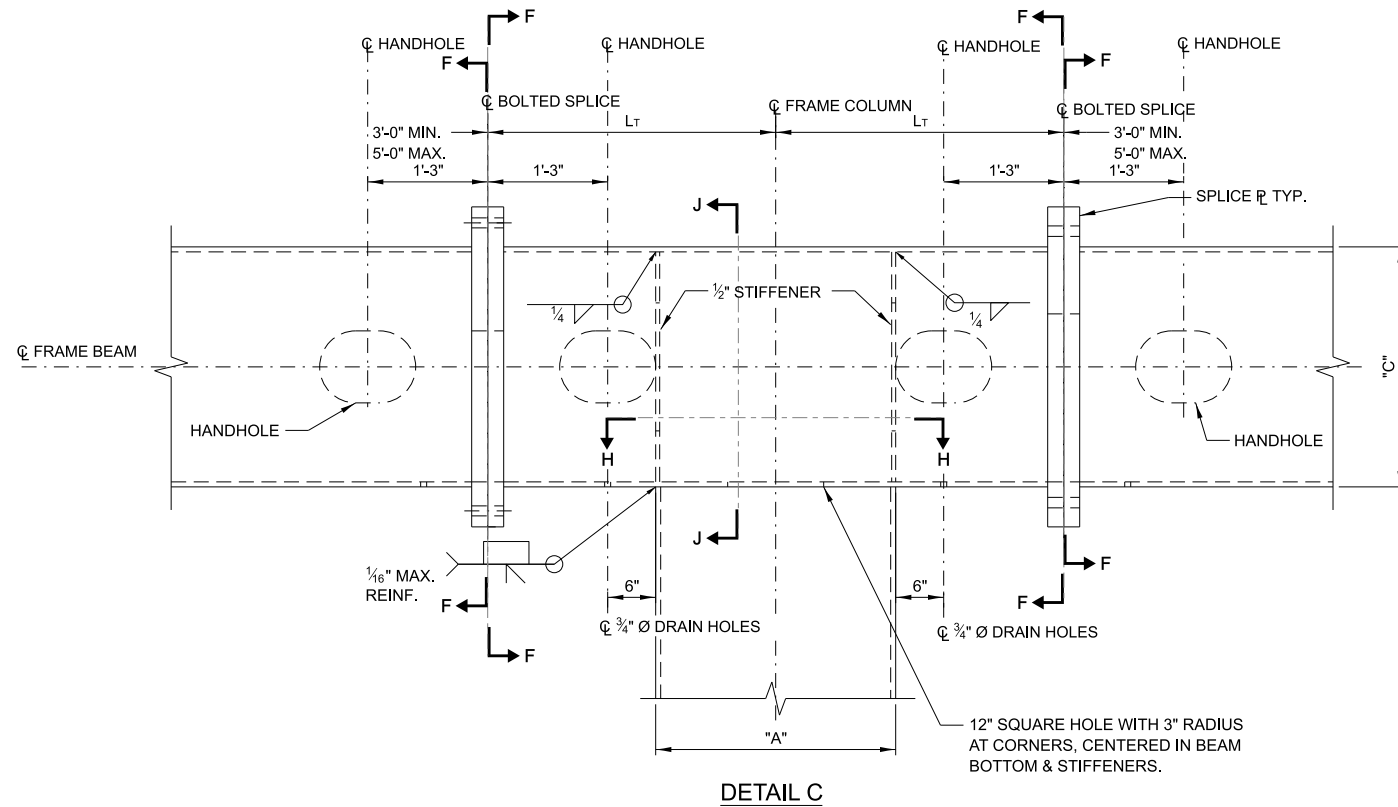 F F
℄ HANDHOLE ℄ HANDHOLE ℄ HANDHOLE ℄ HANDHOLE
F F
℄ BOLTED SPLICE ℄ FRAME COLUMN ℄ BOLTED SPLICE
LT LT
3'-0" MIN. 3'-0" MIN.
5'-0" MAX. 5'-0" MAX.
1'-3" 1'-3" 1'-3" 1'-3"
J SPLICE ⅊ TYP.
½" STIFFENER
¼ ¼
℄ FRAME BEAM
"C"
HANDHOLE HANDHOLE
H H
J
F
1⁄16" MAX.
REINF.
6" 6"
F F
℄ ¾" Ø DRAIN HOLES ℄ ¾" Ø DRAIN HOLES
F
12" SQUARE HOLE WITH 3" RADIUS
AT CORNERS, CENTERED IN BEAM
BOTTOM & STIFFENERS.
"A"
DETAIL C